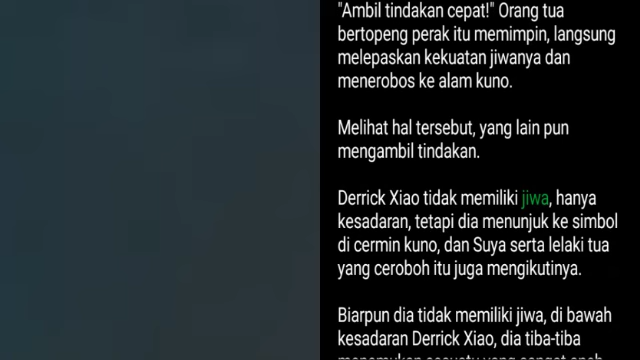 "Ambil tindakan cepat!" Orang tua
bertopeng perak itu memimpin, langsung
melepaskan kekuatan jiwanya dan
menerobos ke alam kuno.
Melihat hal tersebut, yang lain pun
mengambil tindakan.
Derrick Xiao tidak memiliki jiwa, hanya
kesadaran, tetapi dia menunjuk ke simbol
di cermin kuno, dan Suya serta lelaki tua
yang ceroboh itu juga mengikutinya.
Biarpun dia tidak memiliki jiwa, di bawah
kesadaran Derrick Xiao, dia tiba-tiba